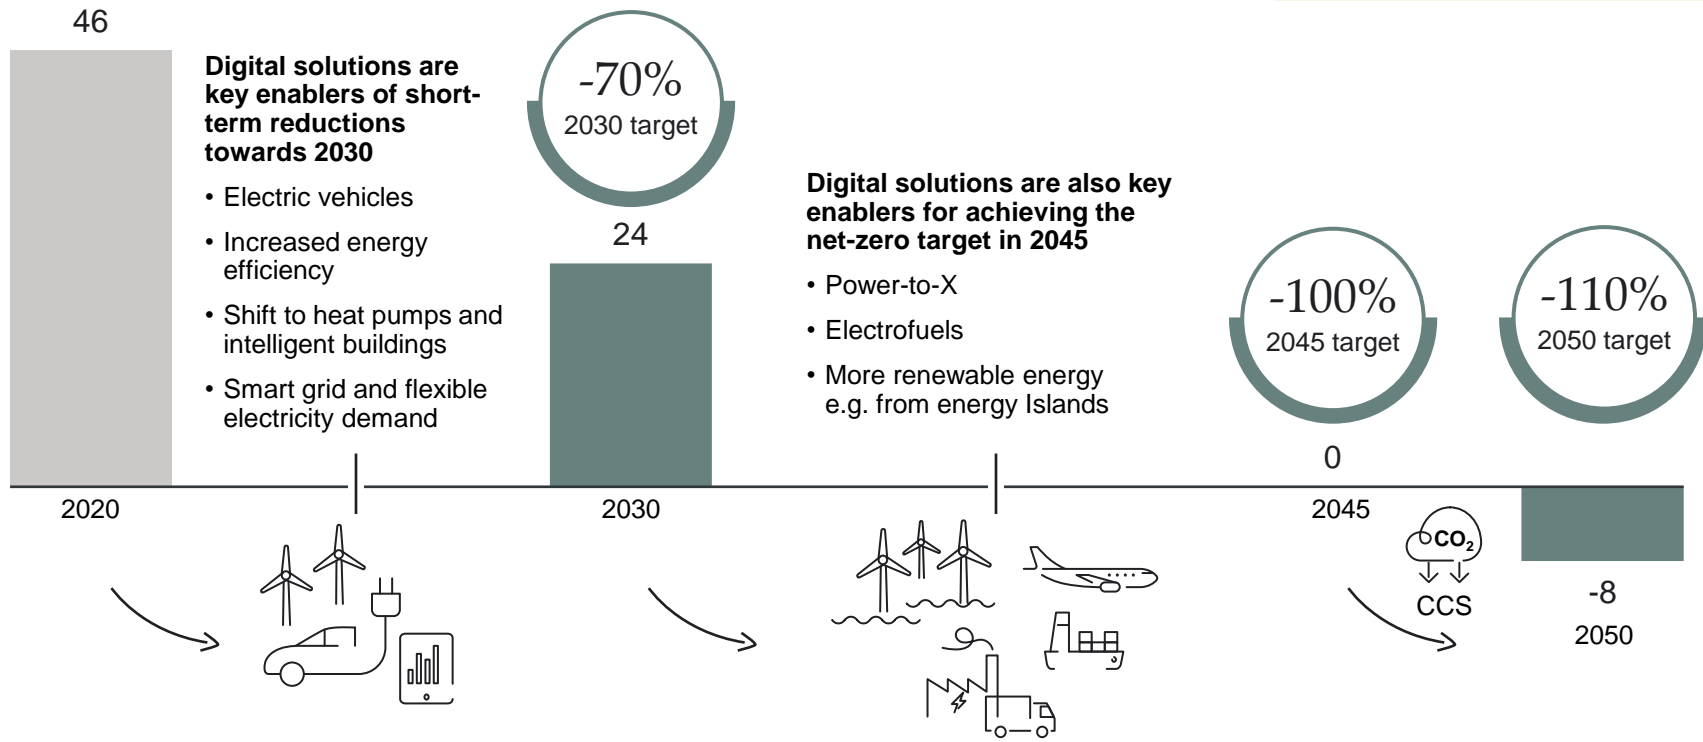 46
Digital solutions are
key enablers of short-
term reductions
towards 2030
• Electric vehicles
• Increased energy
efficiency
• Shift to heat pumps and
intelligent buildings
• Smart grid and flexible
electricity demand
-70%
2030 target
24
Digital solutions are also key
enablers for achieving the
net-zero target in 2045
• Power-to-X
• Electrofuels
• More renewable energy
e.g. from energy Islands
-100%
2045 target
0
-110%
2050 target
2020
2030
2045
CO₂
CCS
-8
2050